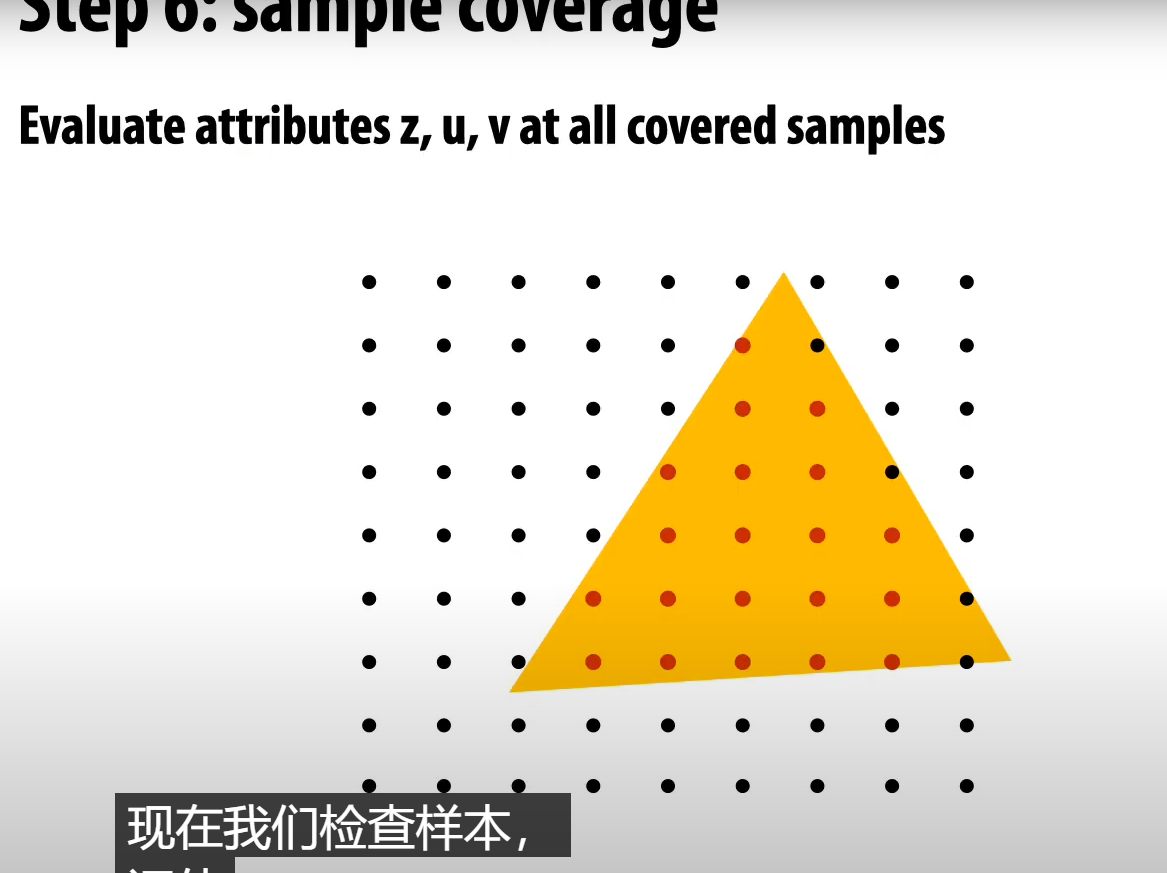 Step 6: sample coverage
Evaluate attributes z, u, v at all covered samples
现在我们检查样本，